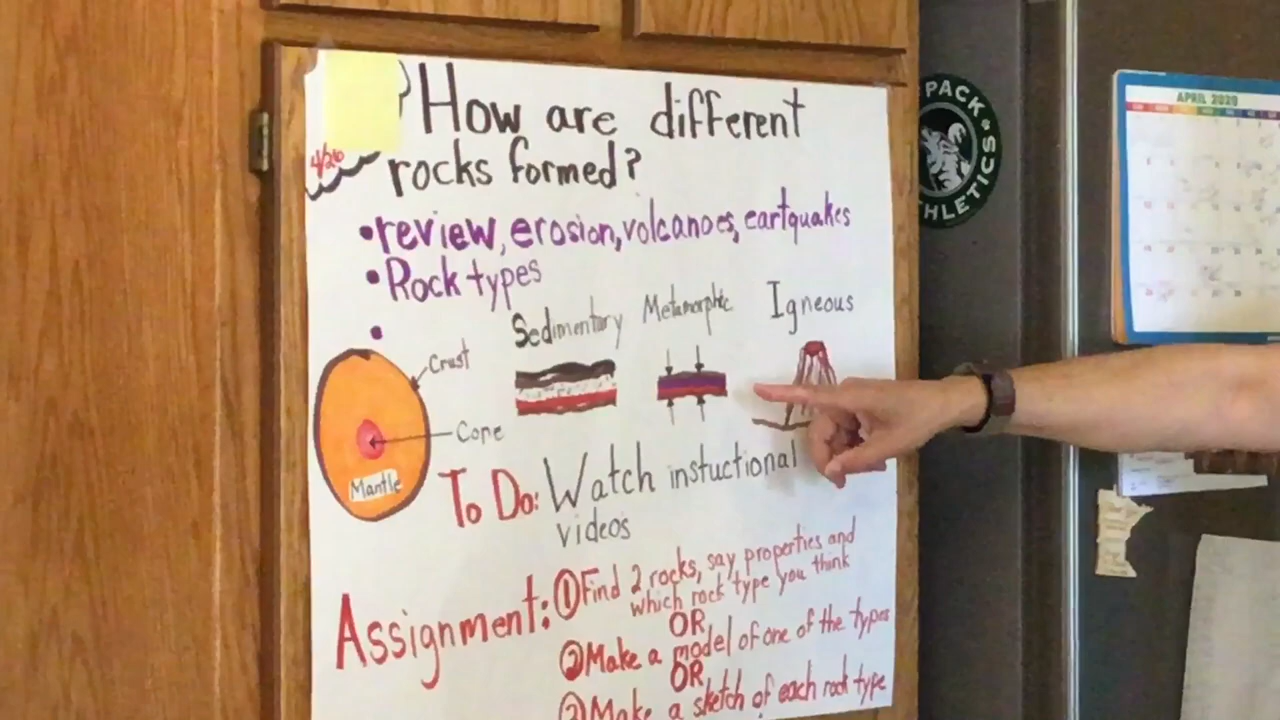 How are different
rocks formed?
4/26
•review, erosion, volcanoes, eartquakes
•Rock types
•
Sedimentary Metamorphic Igneous
Crust
Core
Mantle
To Do: Watch instuctional
videos
Assignment: ①Find 2 rocks, say properties and
which rock type you think
OR
②Make a model of one of the types
OR
Make a sketch of each rock type
PACK
ATHLETICS
APRIL 2020